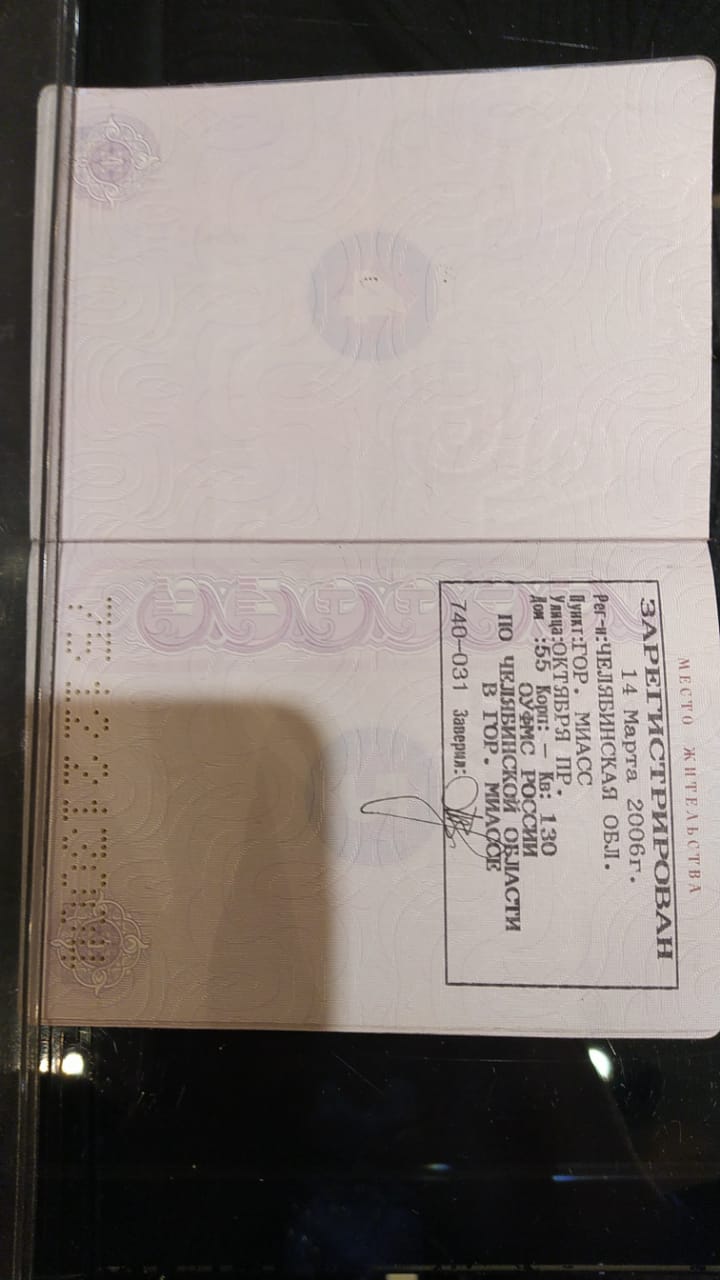 МЕСТО ЖИТЕЛЬСТВА
ЗАРЕГИСТРИРОВАН
14 Марта 2006г.
Рег-н:ЧЕЛЯБИНСКАЯ ОБЛ.
Пункт:ГОР. МИАСС
Улица:ОКТЯБРЯ ПР.
Дом :55 Корп: – Кв: 130
ОУФМС РОССИИ
ПО ЧЕЛЯБИНСКОЙ ОБЛАСТИ
В ГОР. МИАССЕ
740–031 Заверил: